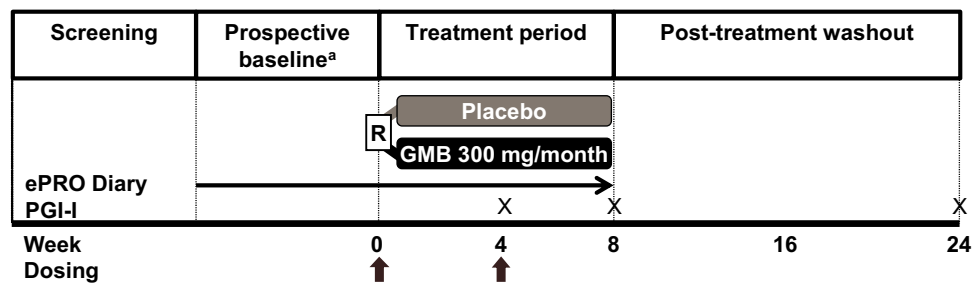 Screening Prospective baselineᵃ Treatment period Post-treatment washout
Placebo
R
GMB 300 mg/month
ePRO Diary
PGI-I X X X
Week 0 4 8 16 24
Dosing